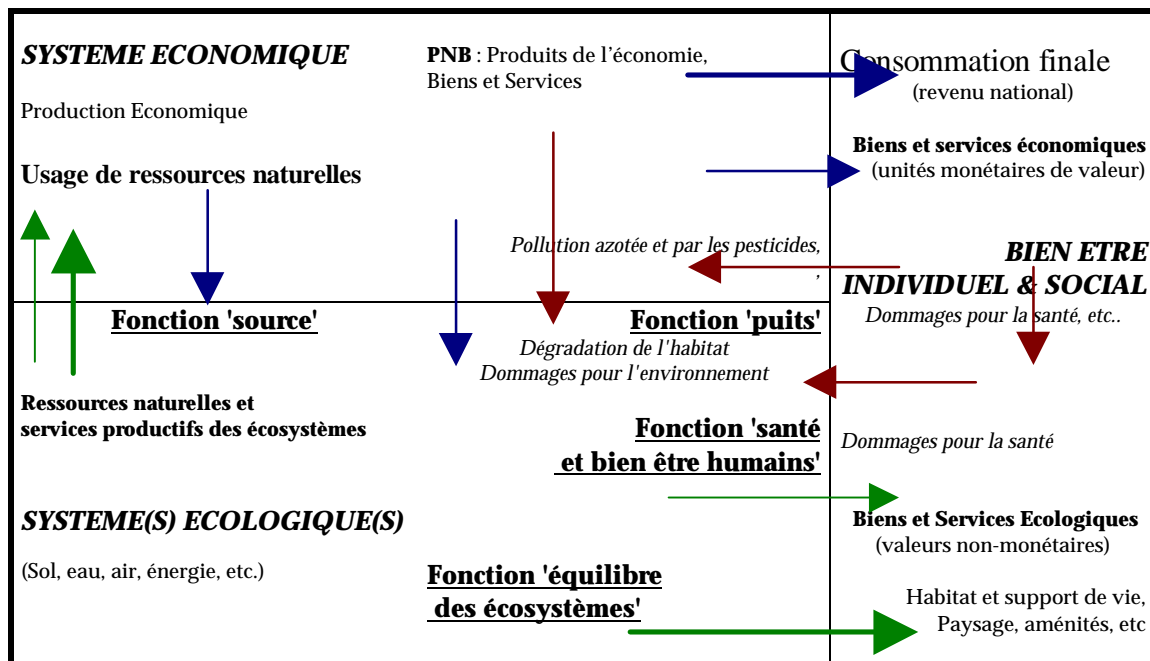 SYSTEME ECONOMIQUE
Production Economique
Usage de ressources naturelles
PNB : Produits de l'économie,
Biens et Services
Consommation finale
(revenu national)
Biens et services économiques
(unités monétaires de valeur)
Pollution azotée et par les pesticides,
,
BIEN ETRE
INDIVIDUEL & SOCIAL
Dommages pour la santé, etc..
Fonction 'source'
Fonction 'puits'
Dégradation de l'habitat
Dommages pour l'environnement
Ressources naturelles et
services productifs des écosystèmes
Fonction 'santé
et bien être humains'
Dommages pour la santé
SYSTEME(S) ECOLOGIQUE(S)
(Sol, eau, air, énergie, etc.)
Biens et Services Ecologiques
(valeurs non-monétaires)
Fonction 'équilibre
des écosystèmes'
Habitat et support de vie,
Paysage, aménités, etc